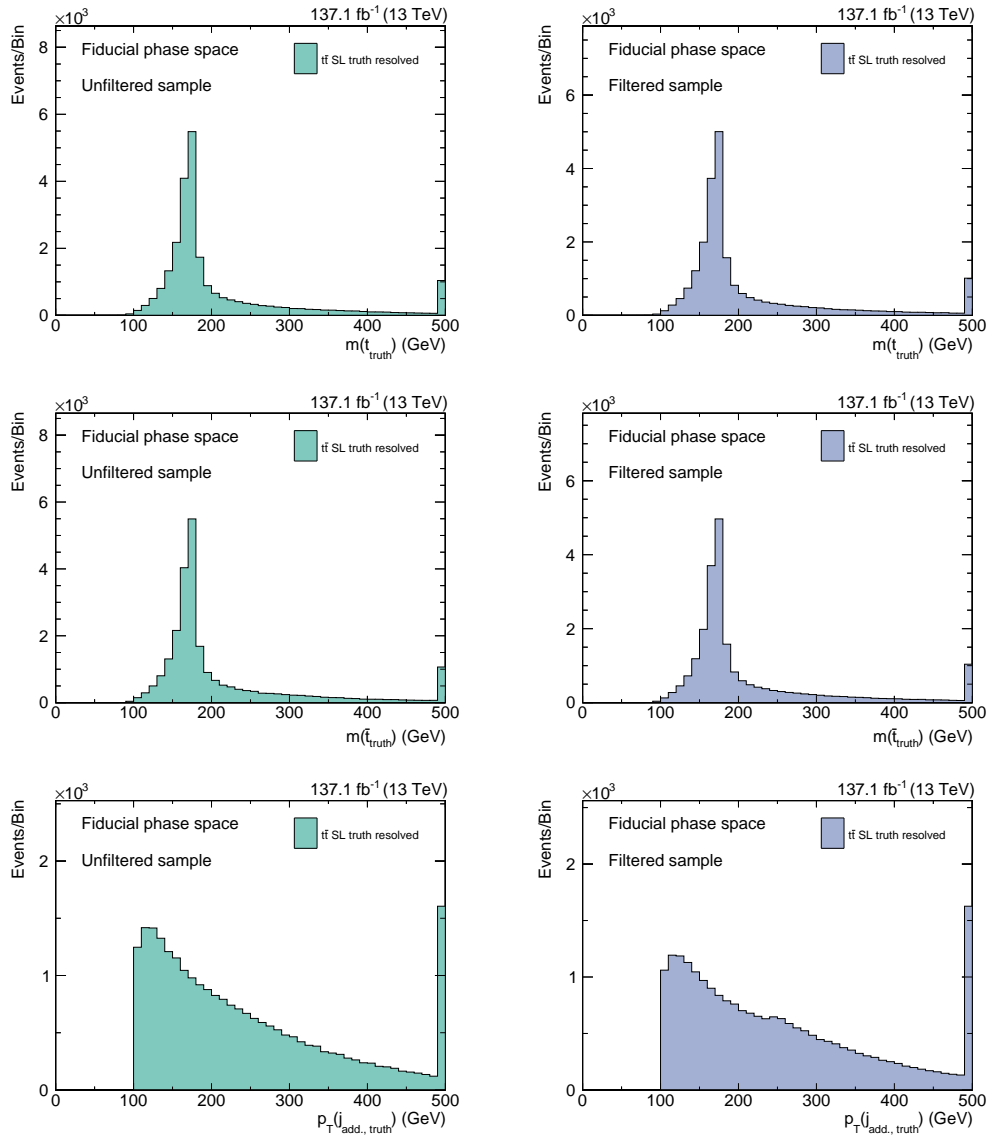 ×10³ 137.1 fb⁻¹ (13 TeV)
Events/Bin
Fiducial phase space
tt̄ SL truth resolved
Unfiltered sample
8
6
4
2
0
0 100 200 300 400 500
m(t_truth) (GeV)
×10³ 137.1 fb⁻¹ (13 TeV)
Events/Bin
Fiducial phase space
tt̄ SL truth resolved
Filtered sample
6
4
2
0
0 100 200 300 400 500
m(t_truth) (GeV)
×10³ 137.1 fb⁻¹ (13 TeV)
Events/Bin
Fiducial phase space
tt̄ SL truth resolved
Unfiltered sample
8
6
4
2
0
0 100 200 300 400 500
m(t̄_truth) (GeV)
×10³ 137.1 fb⁻¹ (13 TeV)
Events/Bin
Fiducial phase space
tt̄ SL truth resolved
Filtered sample
6
4
2
0
0 100 200 300 400 500
m(t̄_truth) (GeV)
×10³ 137.1 fb⁻¹ (13 TeV)
Events/Bin
Fiducial phase space
tt̄ SL truth resolved
Unfiltered sample
2
1
0
0 100 200 300 400 500
p_T(j_add., truth) (GeV)
×10³ 137.1 fb⁻¹ (13 TeV)
Events/Bin
Fiducial phase space
tt̄ SL truth resolved
Filtered sample
2
1
0
0 100 200 300 400 500
p_T(j_add., truth) (GeV)